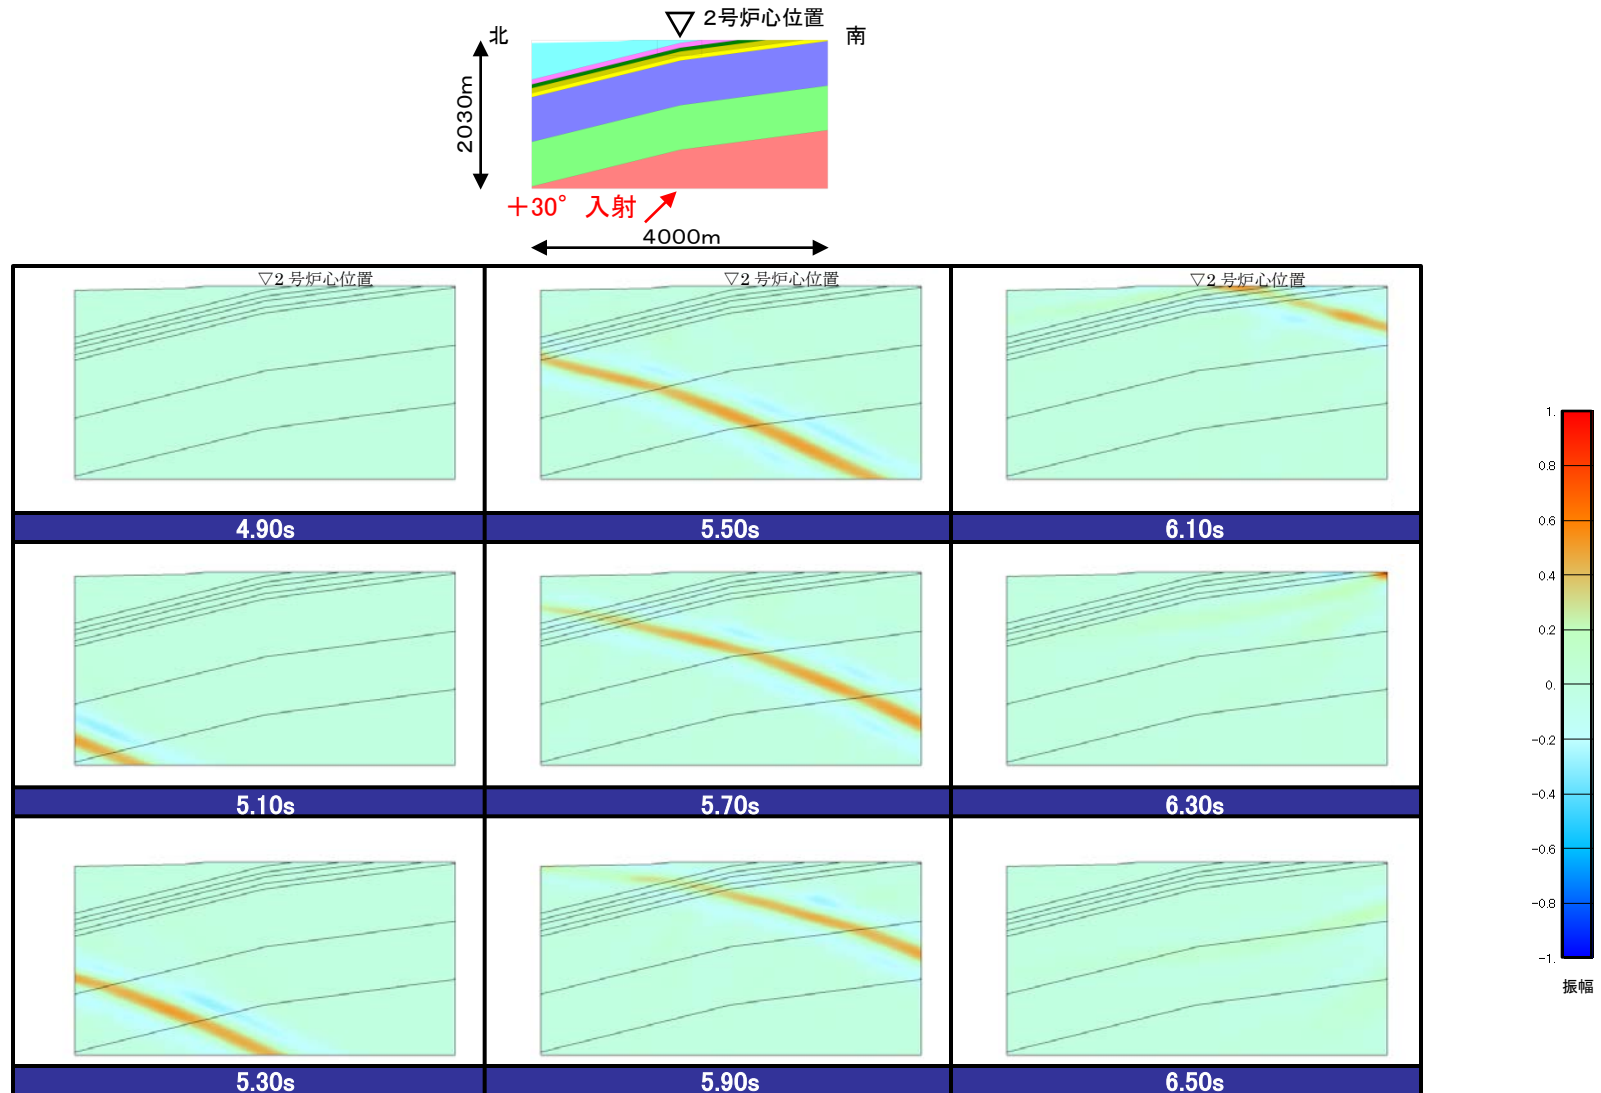 ▽ 2号炉心位置
北
南
2030m
+30° 入射
4000m
▽2 号炉心位置
▽2 号炉心位置
▽2 号炉心位置
4.90s
5.50s
6.10s
5.10s
5.70s
6.30s
5.30s
5.90s
6.50s
1.
0.8
0.6
0.4
0.2
0.
-0.2
-0.4
-0.6
-0.8
-1.
振幅